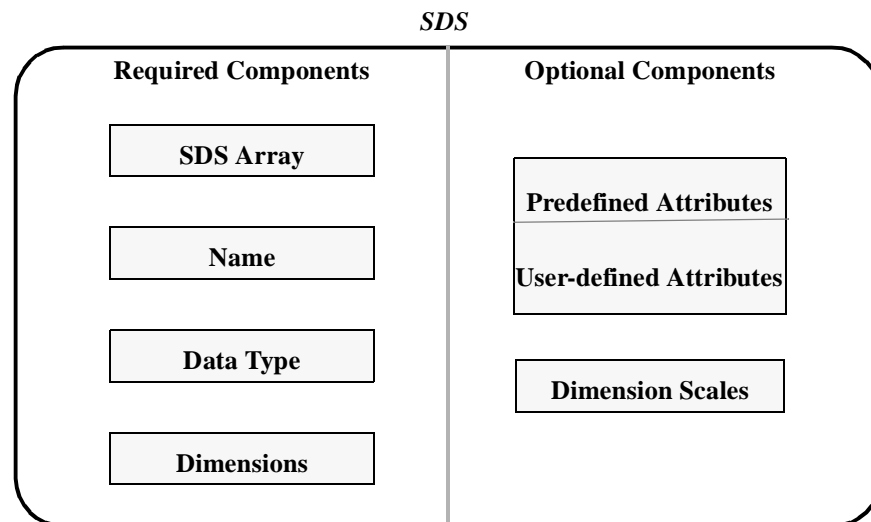 SDS
Required Components
SDS Array
Name
Data Type
Dimensions
Optional Components
Predefined Attributes
User-defined Attributes
Dimension Scales